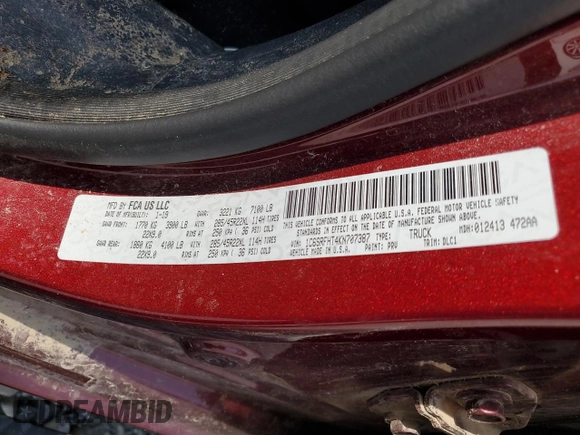 MFD BY FCA US LLC
DATE OF MFR(BUILT): 1-19 GVWR: 3221 KG 7100 LB
GAWR FRONT: 1770 KG 3900 LB 285/45R22XL 114H TIRES
22X9.0 RIMS AT 250 KPA ( 36 PSI) COLD
GAWR REAR: 1860 KG 4100 LB 285/45R22XL 114H TIRES
22X9.0 RIMS AT 250 KPA ( 36 PSI) COLD
THIS VEHICLE CONFORMS TO ALL APPLICABLE U.S.A. FEDERAL MOTOR VEHICLE SAFETY
STANDARDS IN EFFECT ON THE DATE OF MANUFACTURE SHOWN ABOVE. MDH:012413 472AA
VIN: 1C6SRFHT4KN707387 TYPE: TRUCK
VEHICLE MADE IN U.S.A. PAINT: PRV TRIM: DLC1
DREAMBID